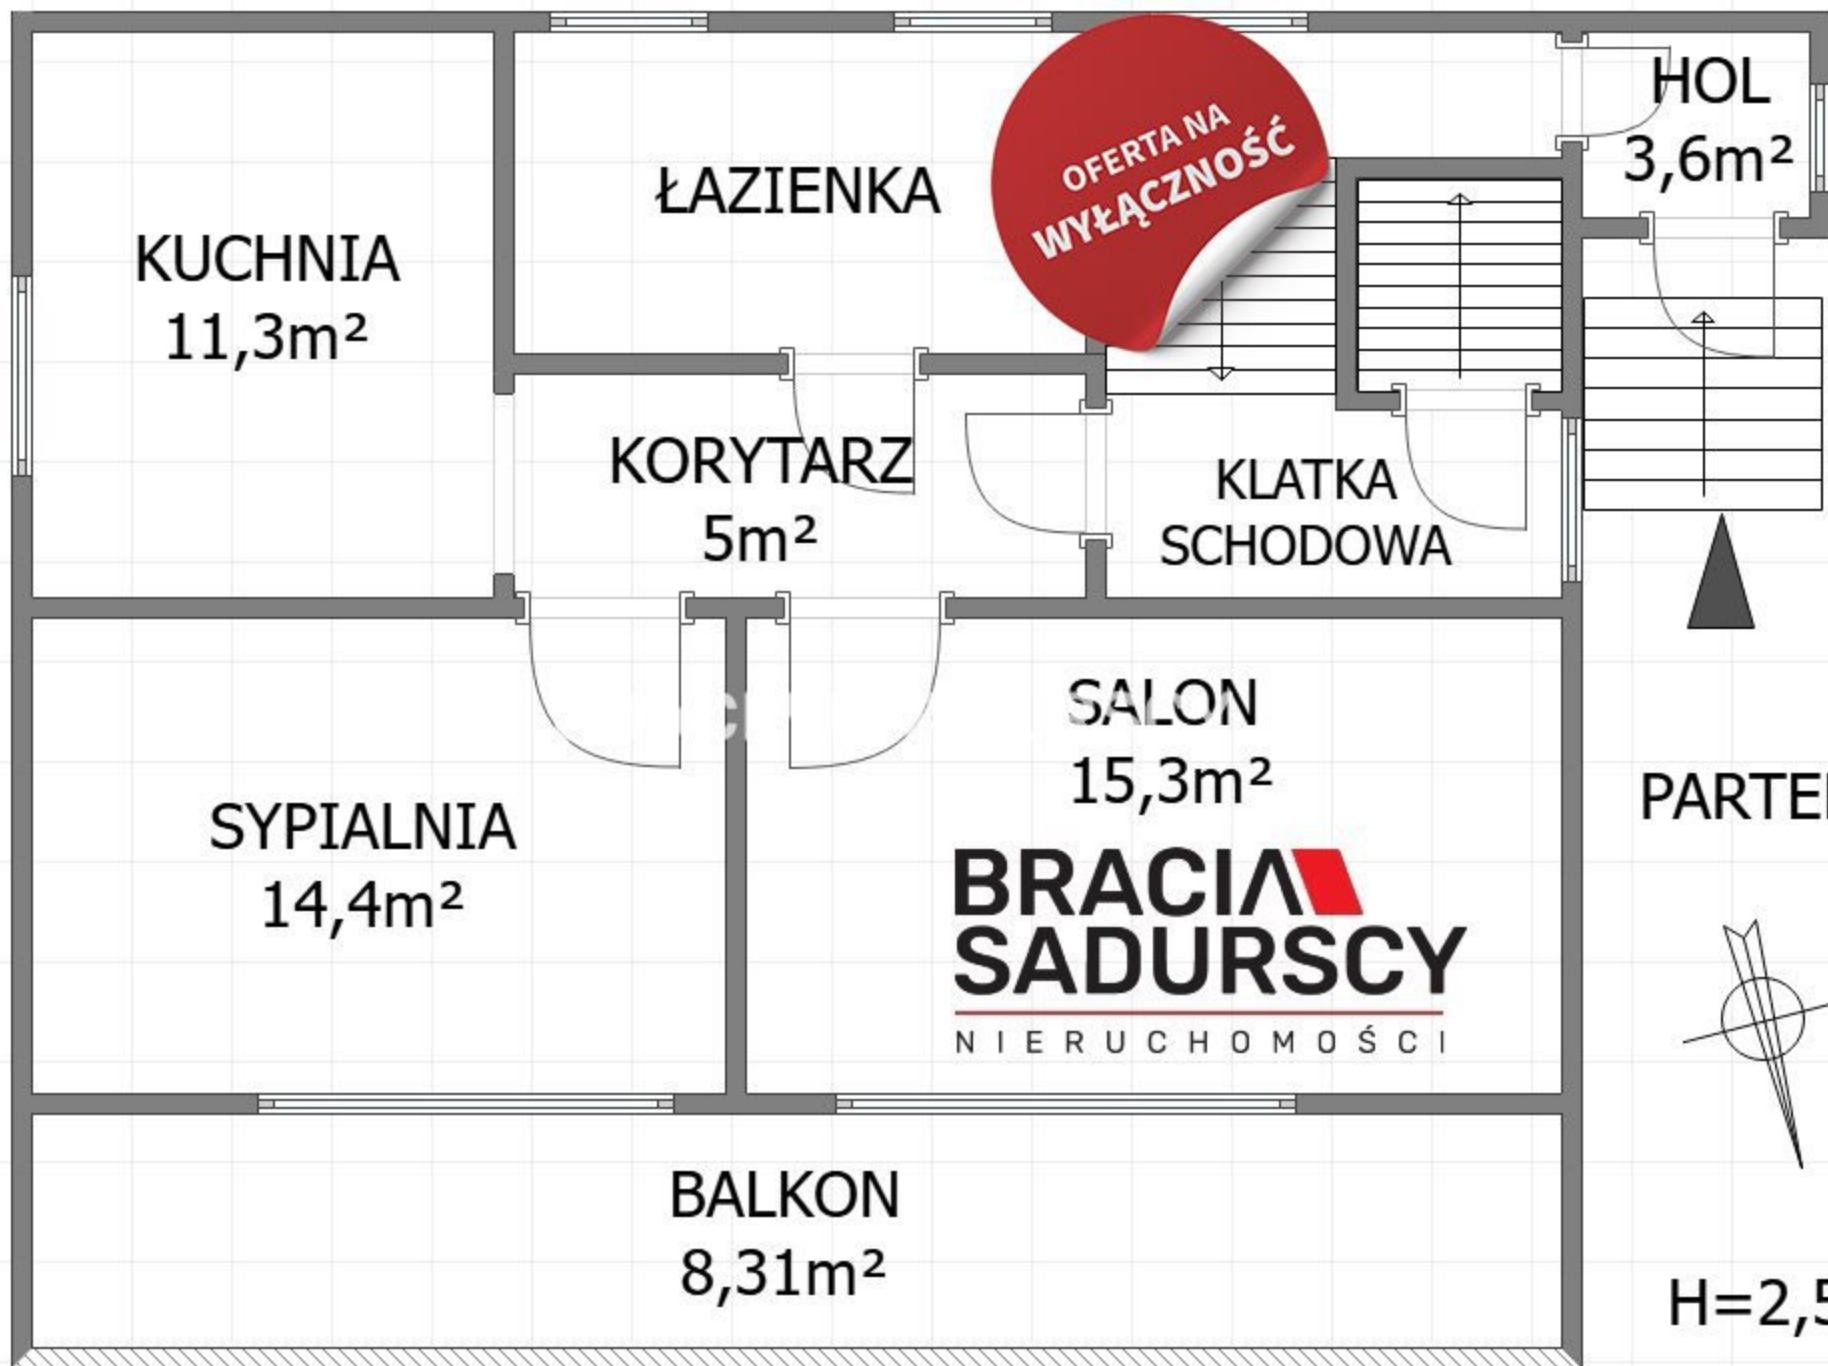 HOL
3,6m²
OFERTA NA
WYŁĄCZNOŚĆ
ŁAZIENKA
KUCHNIA
11,3m²
KORYTARZ
5m²
KLATKA
SCHODOWA
SALON
15,3m²
SYPIALNIA
14,4m²
BRACIA
SADURSCY
NIERUCHOMOŚCI
PARTE
BALKON
8,31m²
H=2,5